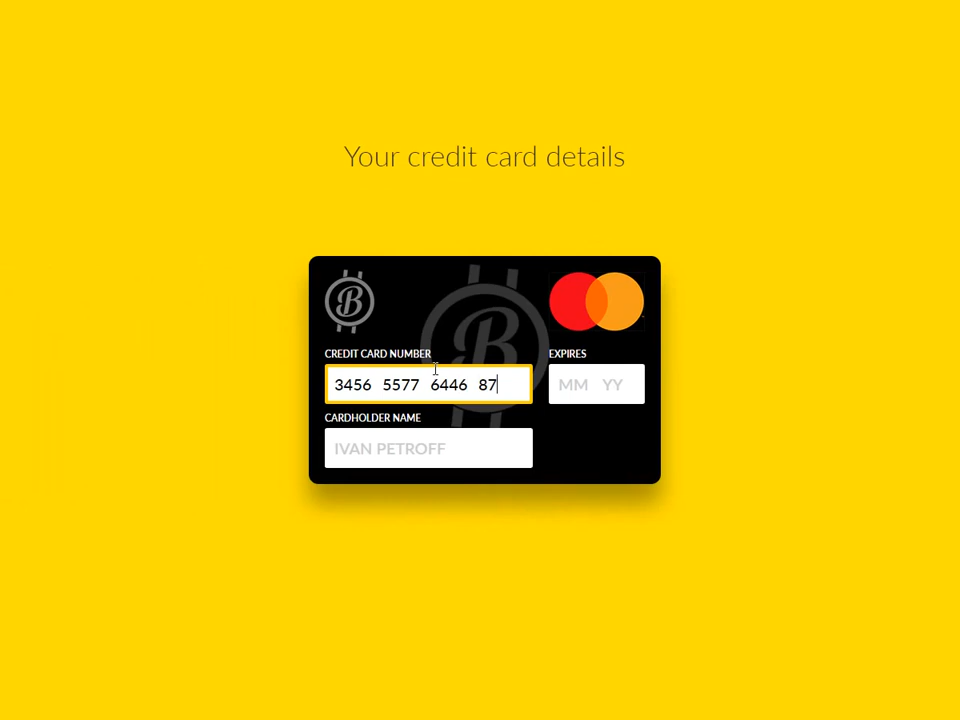 Your credit card details
B
B
CREDIT CARD NUMBER
EXPIRES
3456 5577 6446 87
MM YY
CARDHOLDER NAME
IVAN PETROFF